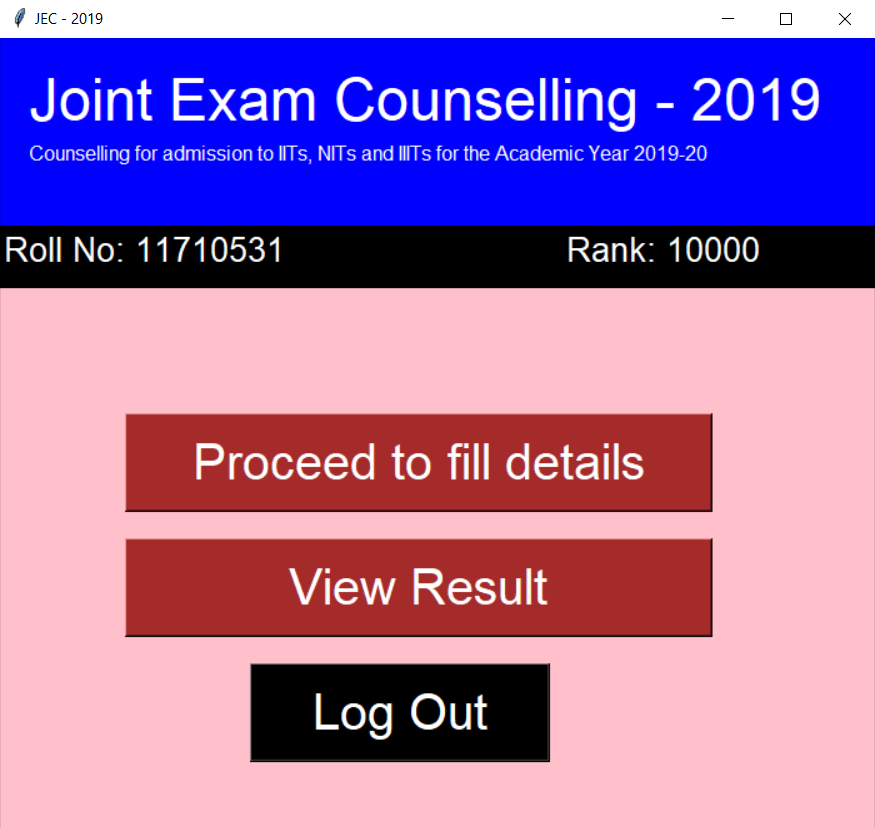 JEC - 2019
Joint Exam Counselling - 2019
Counselling for admission to IITs, NITs and IIITs for the Academic Year 2019-20
Roll No: 11710531 Rank: 10000
Proceed to fill details
View Result
Log Out